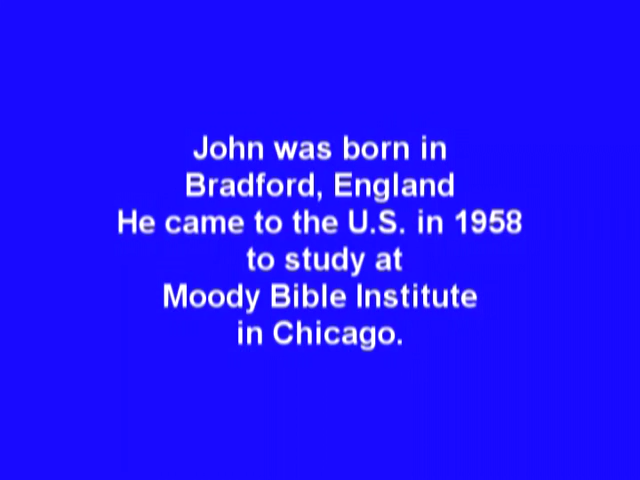 John was born in
Bradford, England
He came to the U.S. in 1958
to study at
Moody Bible Institute
in Chicago.